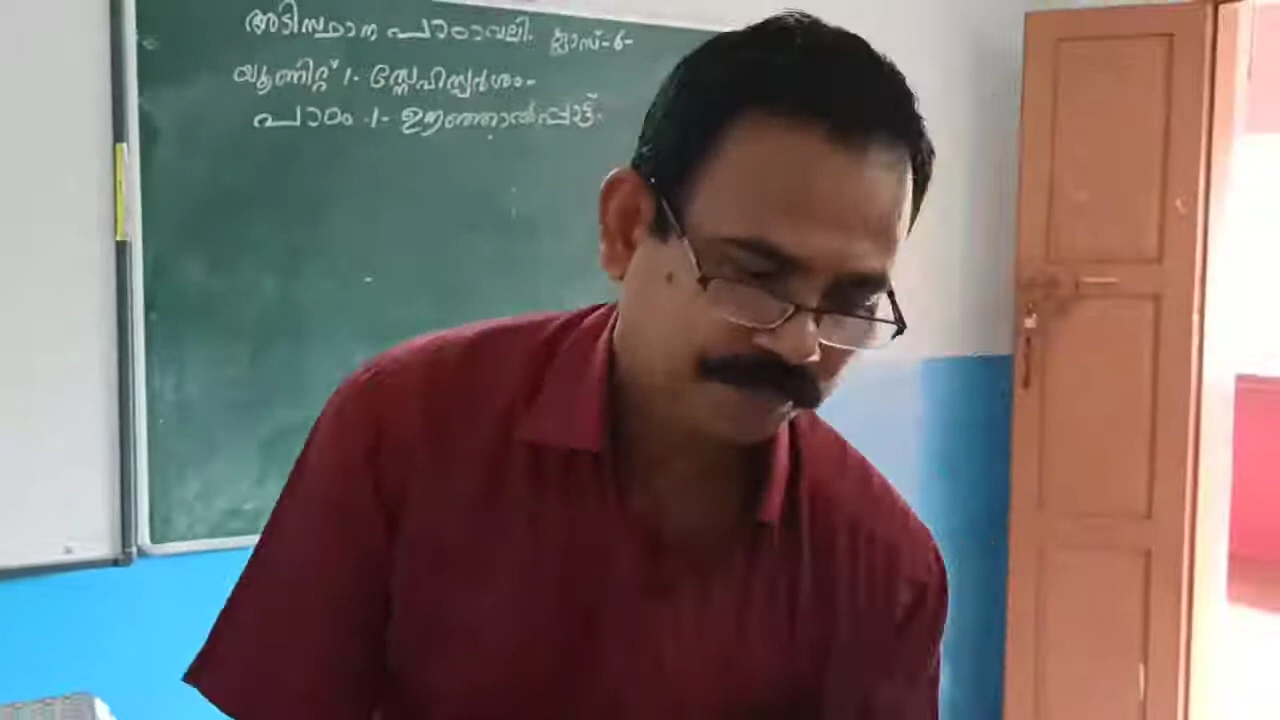 അടിസ്ഥാന പാഠാവലി. ക്ലാസ്-6-
യൂണിറ്റ് 1- സ്നേഹസ്പർശം-
പാഠം -1- ഊഞ്ഞാൽപ്പാട്ട്-